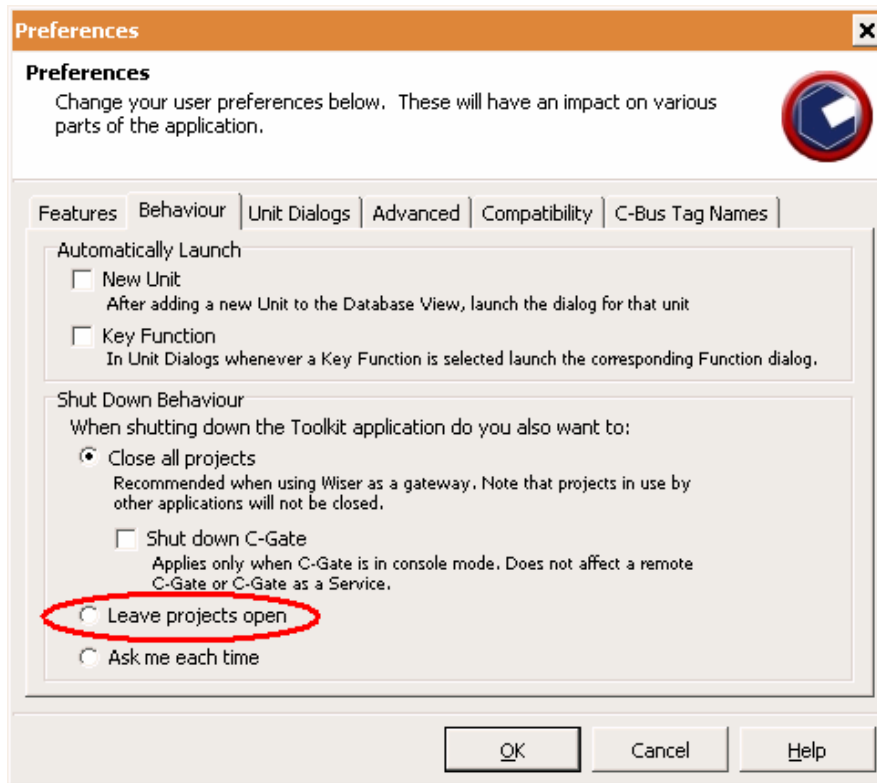 Preferences
Preferences
Change your user preferences below. These will have an impact on various
parts of the application.
Features Behaviour Unit Dialogs Advanced Compatibility C-Bus Tag Names
Automatically Launch
New Unit
After adding a new Unit to the Database View, launch the dialog for that unit
Key Function
In Unit Dialogs whenever a Key Function is selected launch the corresponding Function dialog.
Shut Down Behaviour
When shutting down the Toolkit application do you also want to:
Close all projects
Recommended when using Wiser as a gateway. Note that projects in use by
other applications will not be closed.
Shut down C-Gate
Applies only when C-Gate is in console mode. Does not affect a remote
C-Gate or C-Gate as a Service.
Leave projects open
Ask me each time
OK Cancel Help